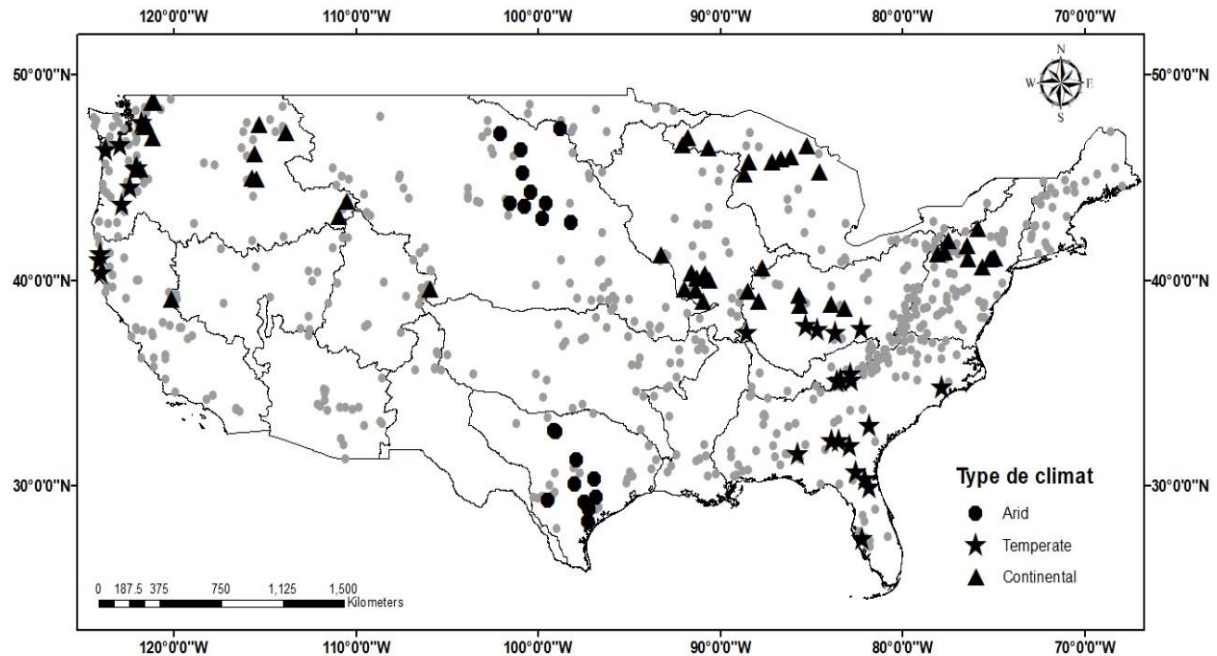 120°0'0"W 110°0'0"W 100°0'0"W 90°0'0"W 80°0'0"W 70°0'0"W
50°0'0"N 50°0'0"N
N
W E
S
40°0'0"N 40°0'0"N
30°0'0"N 30°0'0"N
Type de climat
Arid
Temperate
Continental
0 187.5 375 750 1,125 1,500
Kilometers
120°0'0"W 110°0'0"W 100°0'0"W 90°0'0"W 80°0'0"W 70°0'0"W